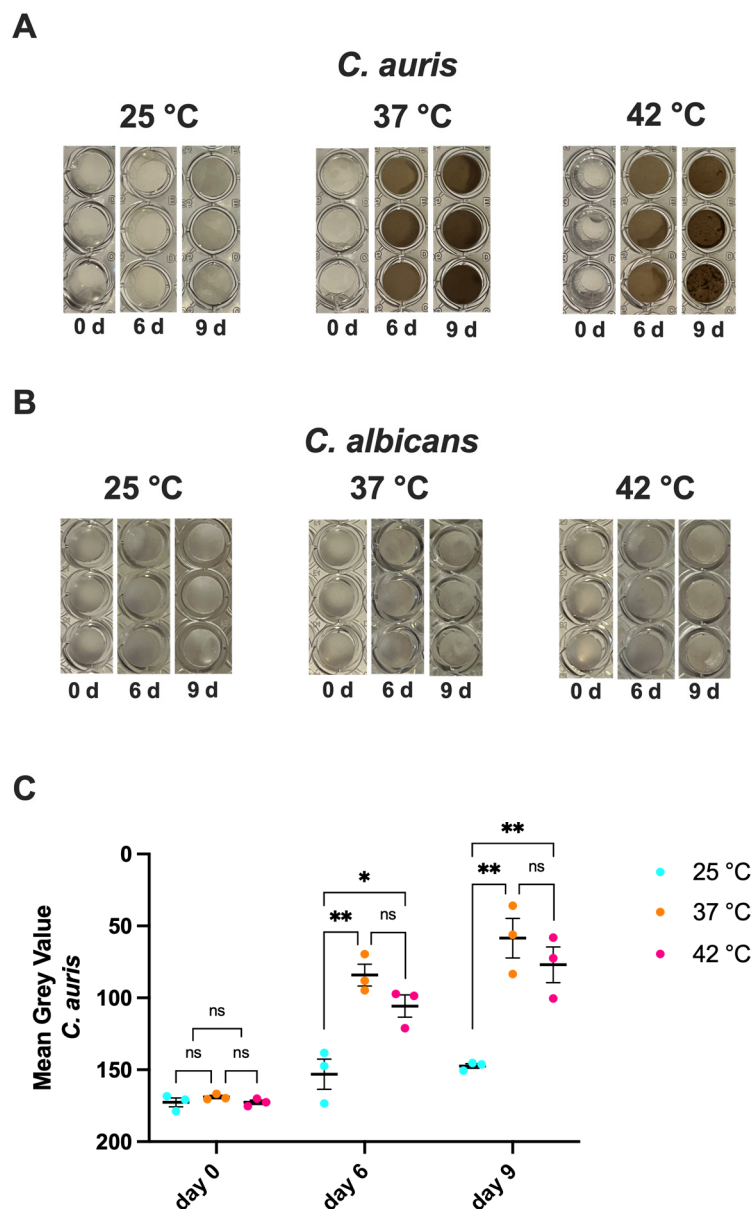 A
C. auris
25 °C 37 °C 42 °C
0 d 6 d 9 d 0 d 6 d 9 d 0 d 6 d 9 d
B
C. albicans
25 °C 37 °C 42 °C
0 d 6 d 9 d 0 d 6 d 9 d 0 d 6 d 9 d
C
Mean Grey Value
C. auris
0
50
100
150
200
ns
ns ns
*
** ns
**
** ns
day 0 day 6 day 9
25 °C
37 °C
42 °C